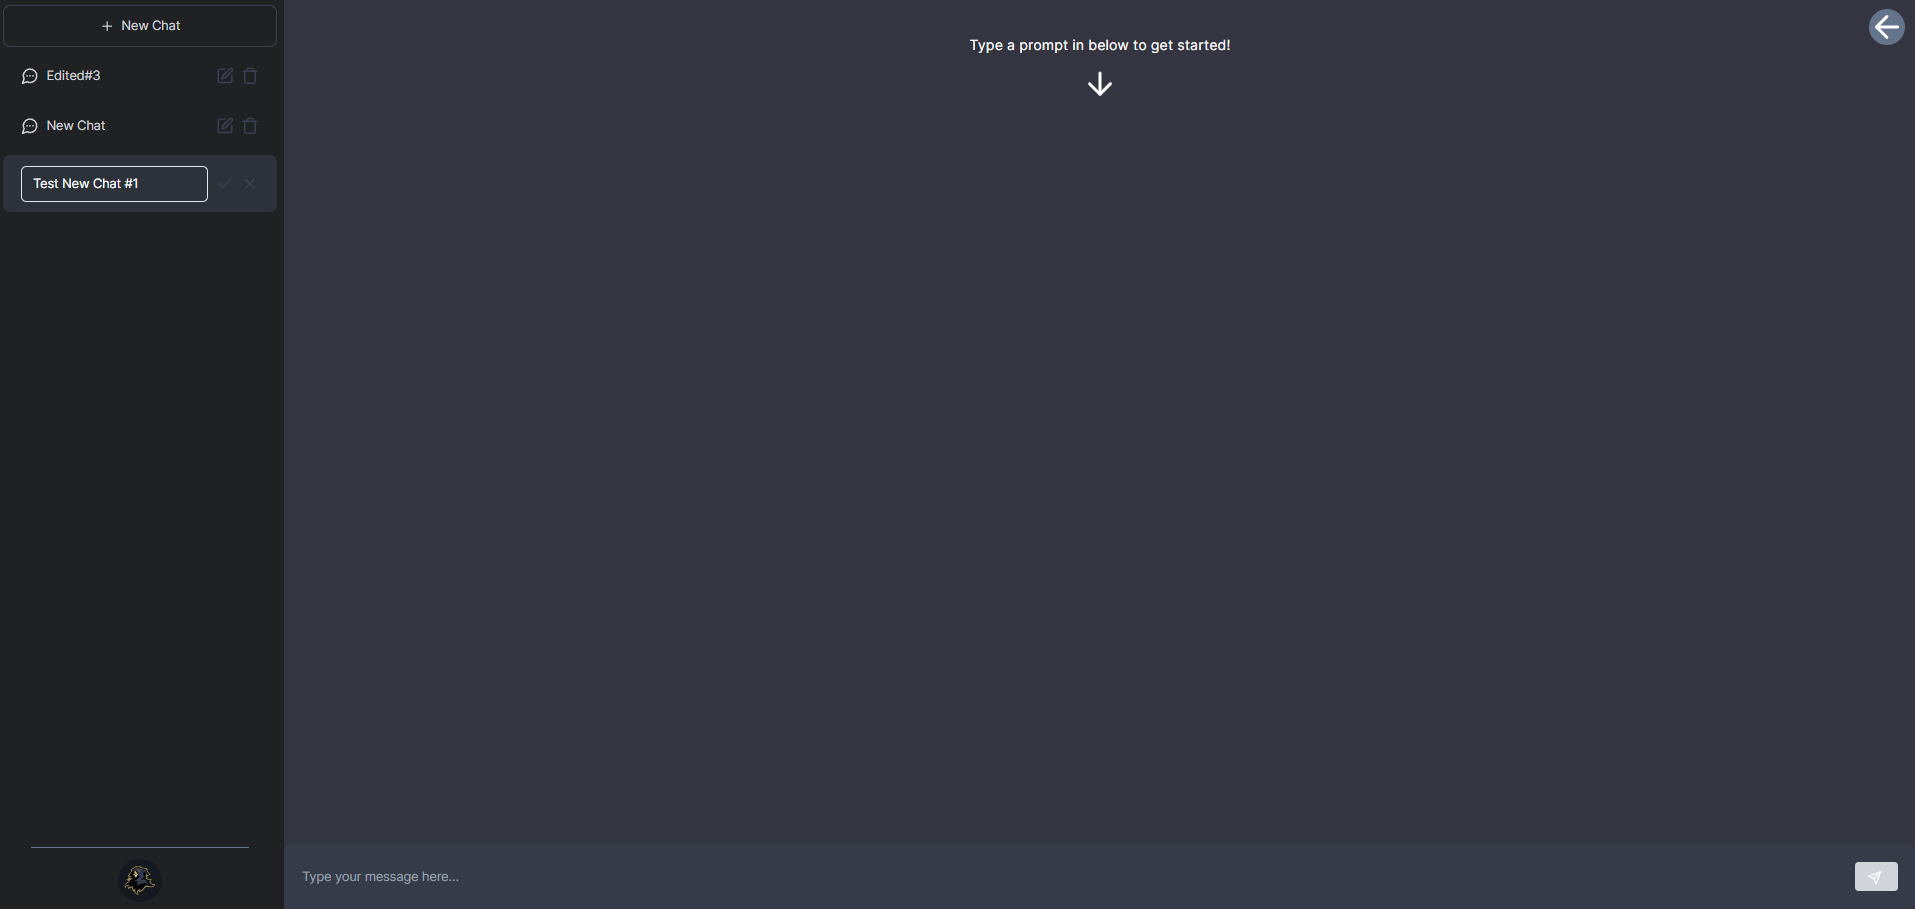 New Chat
Edited#3
New Chat
Test New Chat #1
Type a prompt in below to get started!
Type your message here...